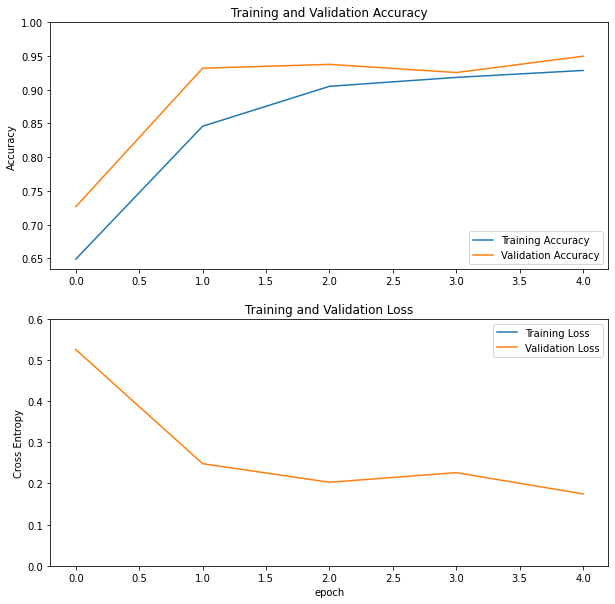 Training and Validation Accuracy
1.00
0.95
0.90
0.85
0.80
0.75
0.70
0.65
Accuracy
Training Accuracy
Validation Accuracy
0.0 0.5 1.0 1.5 2.0 2.5 3.0 3.5 4.0
Training and Validation Loss
0.6
0.5
0.4
0.3
0.2
0.1
0.0
Cross Entropy
Training Loss
Validation Loss
0.0 0.5 1.0 1.5 2.0 2.5 3.0 3.5 4.0
epoch